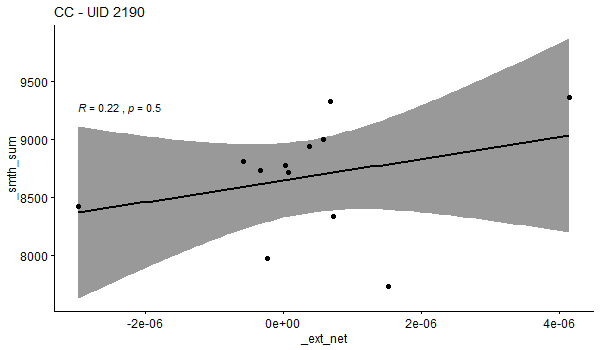 CC - UID 2190
R = 0.22 , p = 0.5
9500
9000
8500
8000
_smth_sum
-2e-06 0e+00 2e-06 4e-06
_ext_net